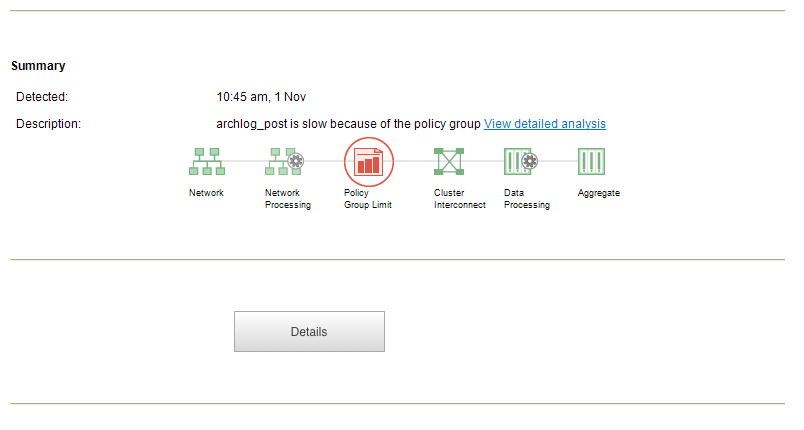 Summary
Detected: 10:45 am, 1 Nov
Description: archlog_post is slow because of the policy group View detailed analysis
Network Network Policy Cluster Data Aggregate
Processing Group Limit Interconnect Processing
Details